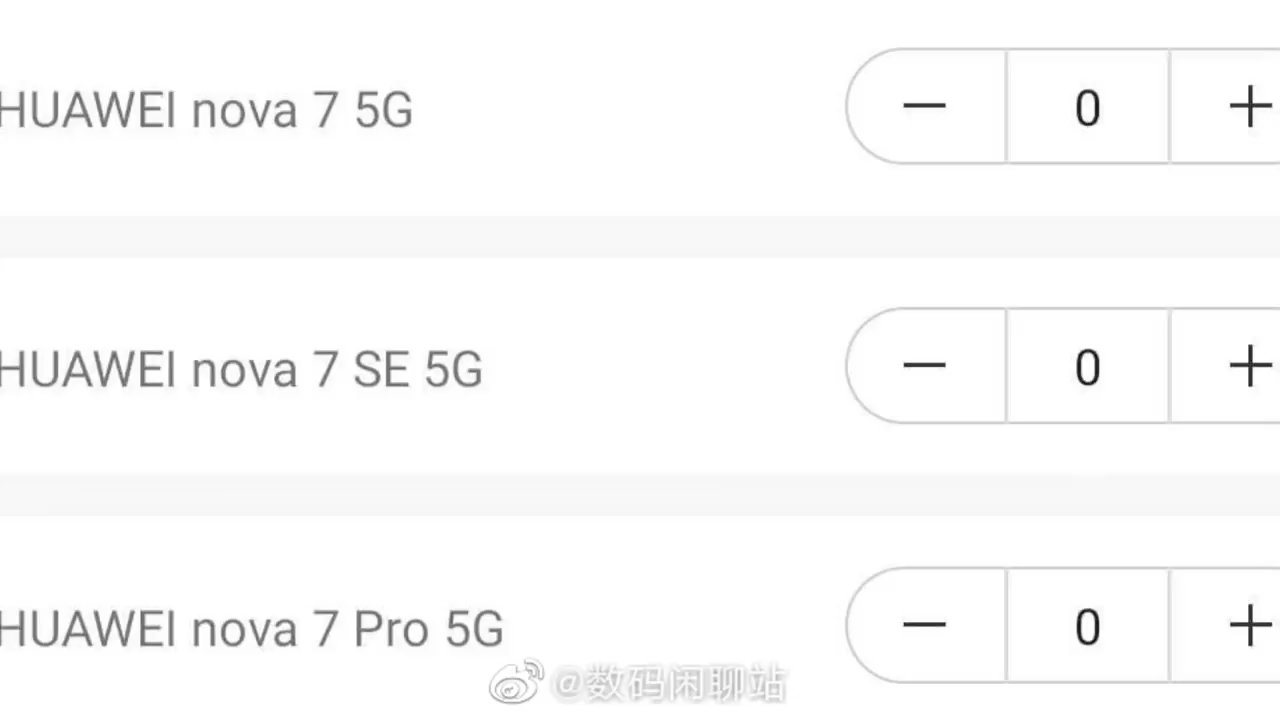 HUAWEI nova 7 5G — 0 +
HUAWEI nova 7 SE 5G — 0 +
HUAWEI nova 7 Pro 5G — 0 +
@数码闲聊站